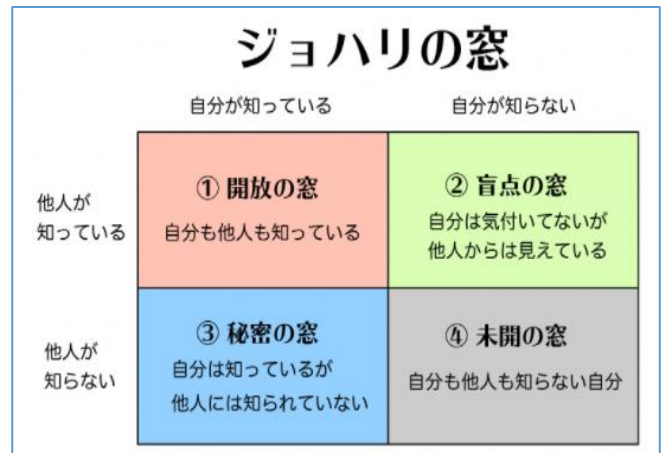 ジョハリの窓
自分が知っている
自分が知らない
他人が
知っている
① 開放の窓
自分も他人も知っている
② 盲点の窓
自分は気付いてないが
他人からは見えている
他人が
知らない
③ 秘密の窓
自分は知っているが
他人には知られていない
④ 未開の窓
自分も他人も知らない自分